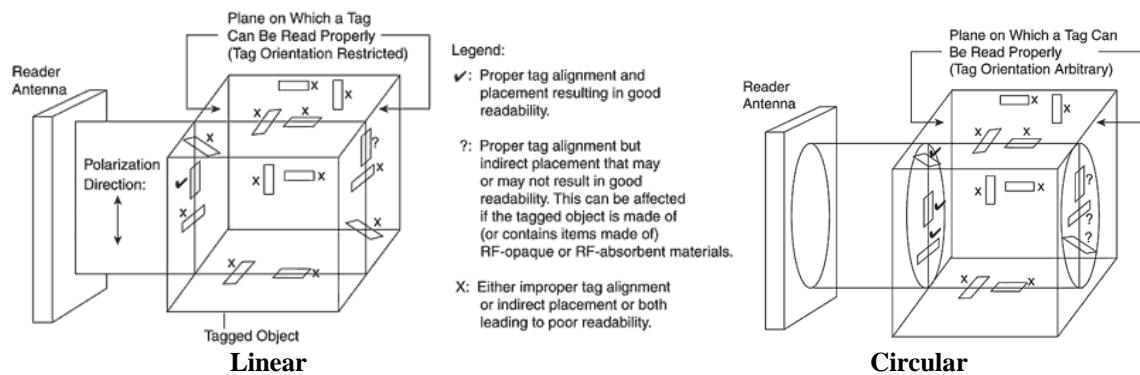 Plane on Which a Tag
Can Be Read Properly
(Tag Orientation Restricted)
Reader
Antenna
Polarization
Direction:
x
x
x
x
x
✔
x
x
x
?
x
x
x
x
Tagged Object
Linear
Legend:
✔: Proper tag alignment and
placement resulting in good
readability.
?: Proper tag alignment but
indirect placement that may
or may not result in good
readability. This can be affected
if the tagged object is made of
(or contains items made of)
RF-opaque or RF-absorbent materials.
X: Either improper tag alignment
or indirect placement or both
leading to poor readability.
Plane on Which a Tag Can
Be Read Properly
(Tag Orientation Arbitrary)
Reader
Antenna
x
x
x
x
✔
✔
✔
x
x
?
?
?
x
x
Circular